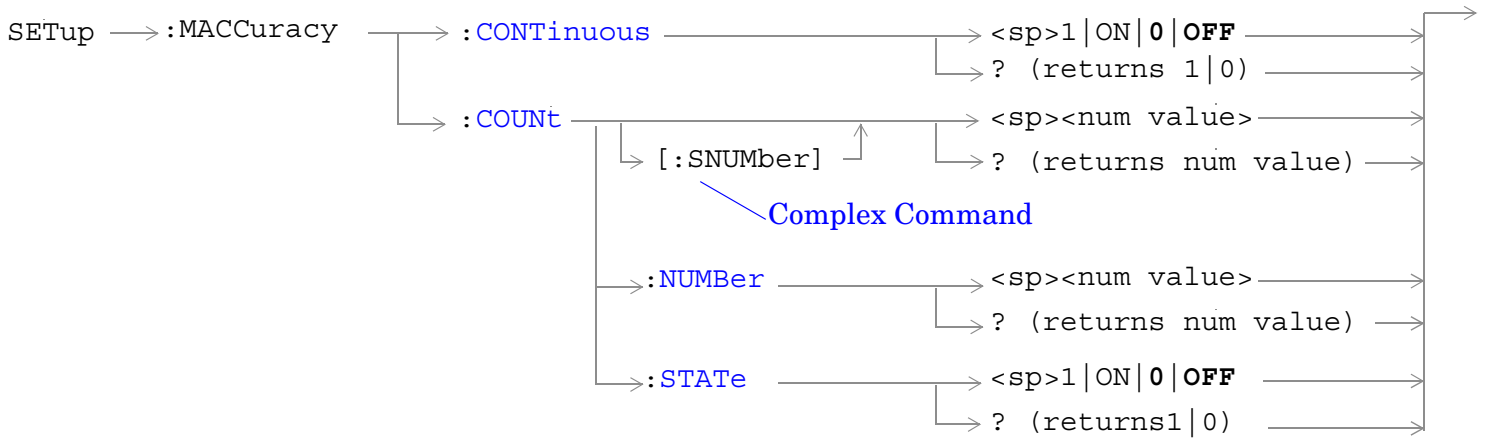 SETup :MACCuracy :CONTinuous <sp>1|ON|0|OFF
? (returns 1|0)
:COUNt <sp><num value>
[:SNUMber] ? (returns num value)
Complex Command
:NUMBer <sp><num value>
? (returns num value)
:STATe <sp>1|ON|0|OFF
? (returns1|0)